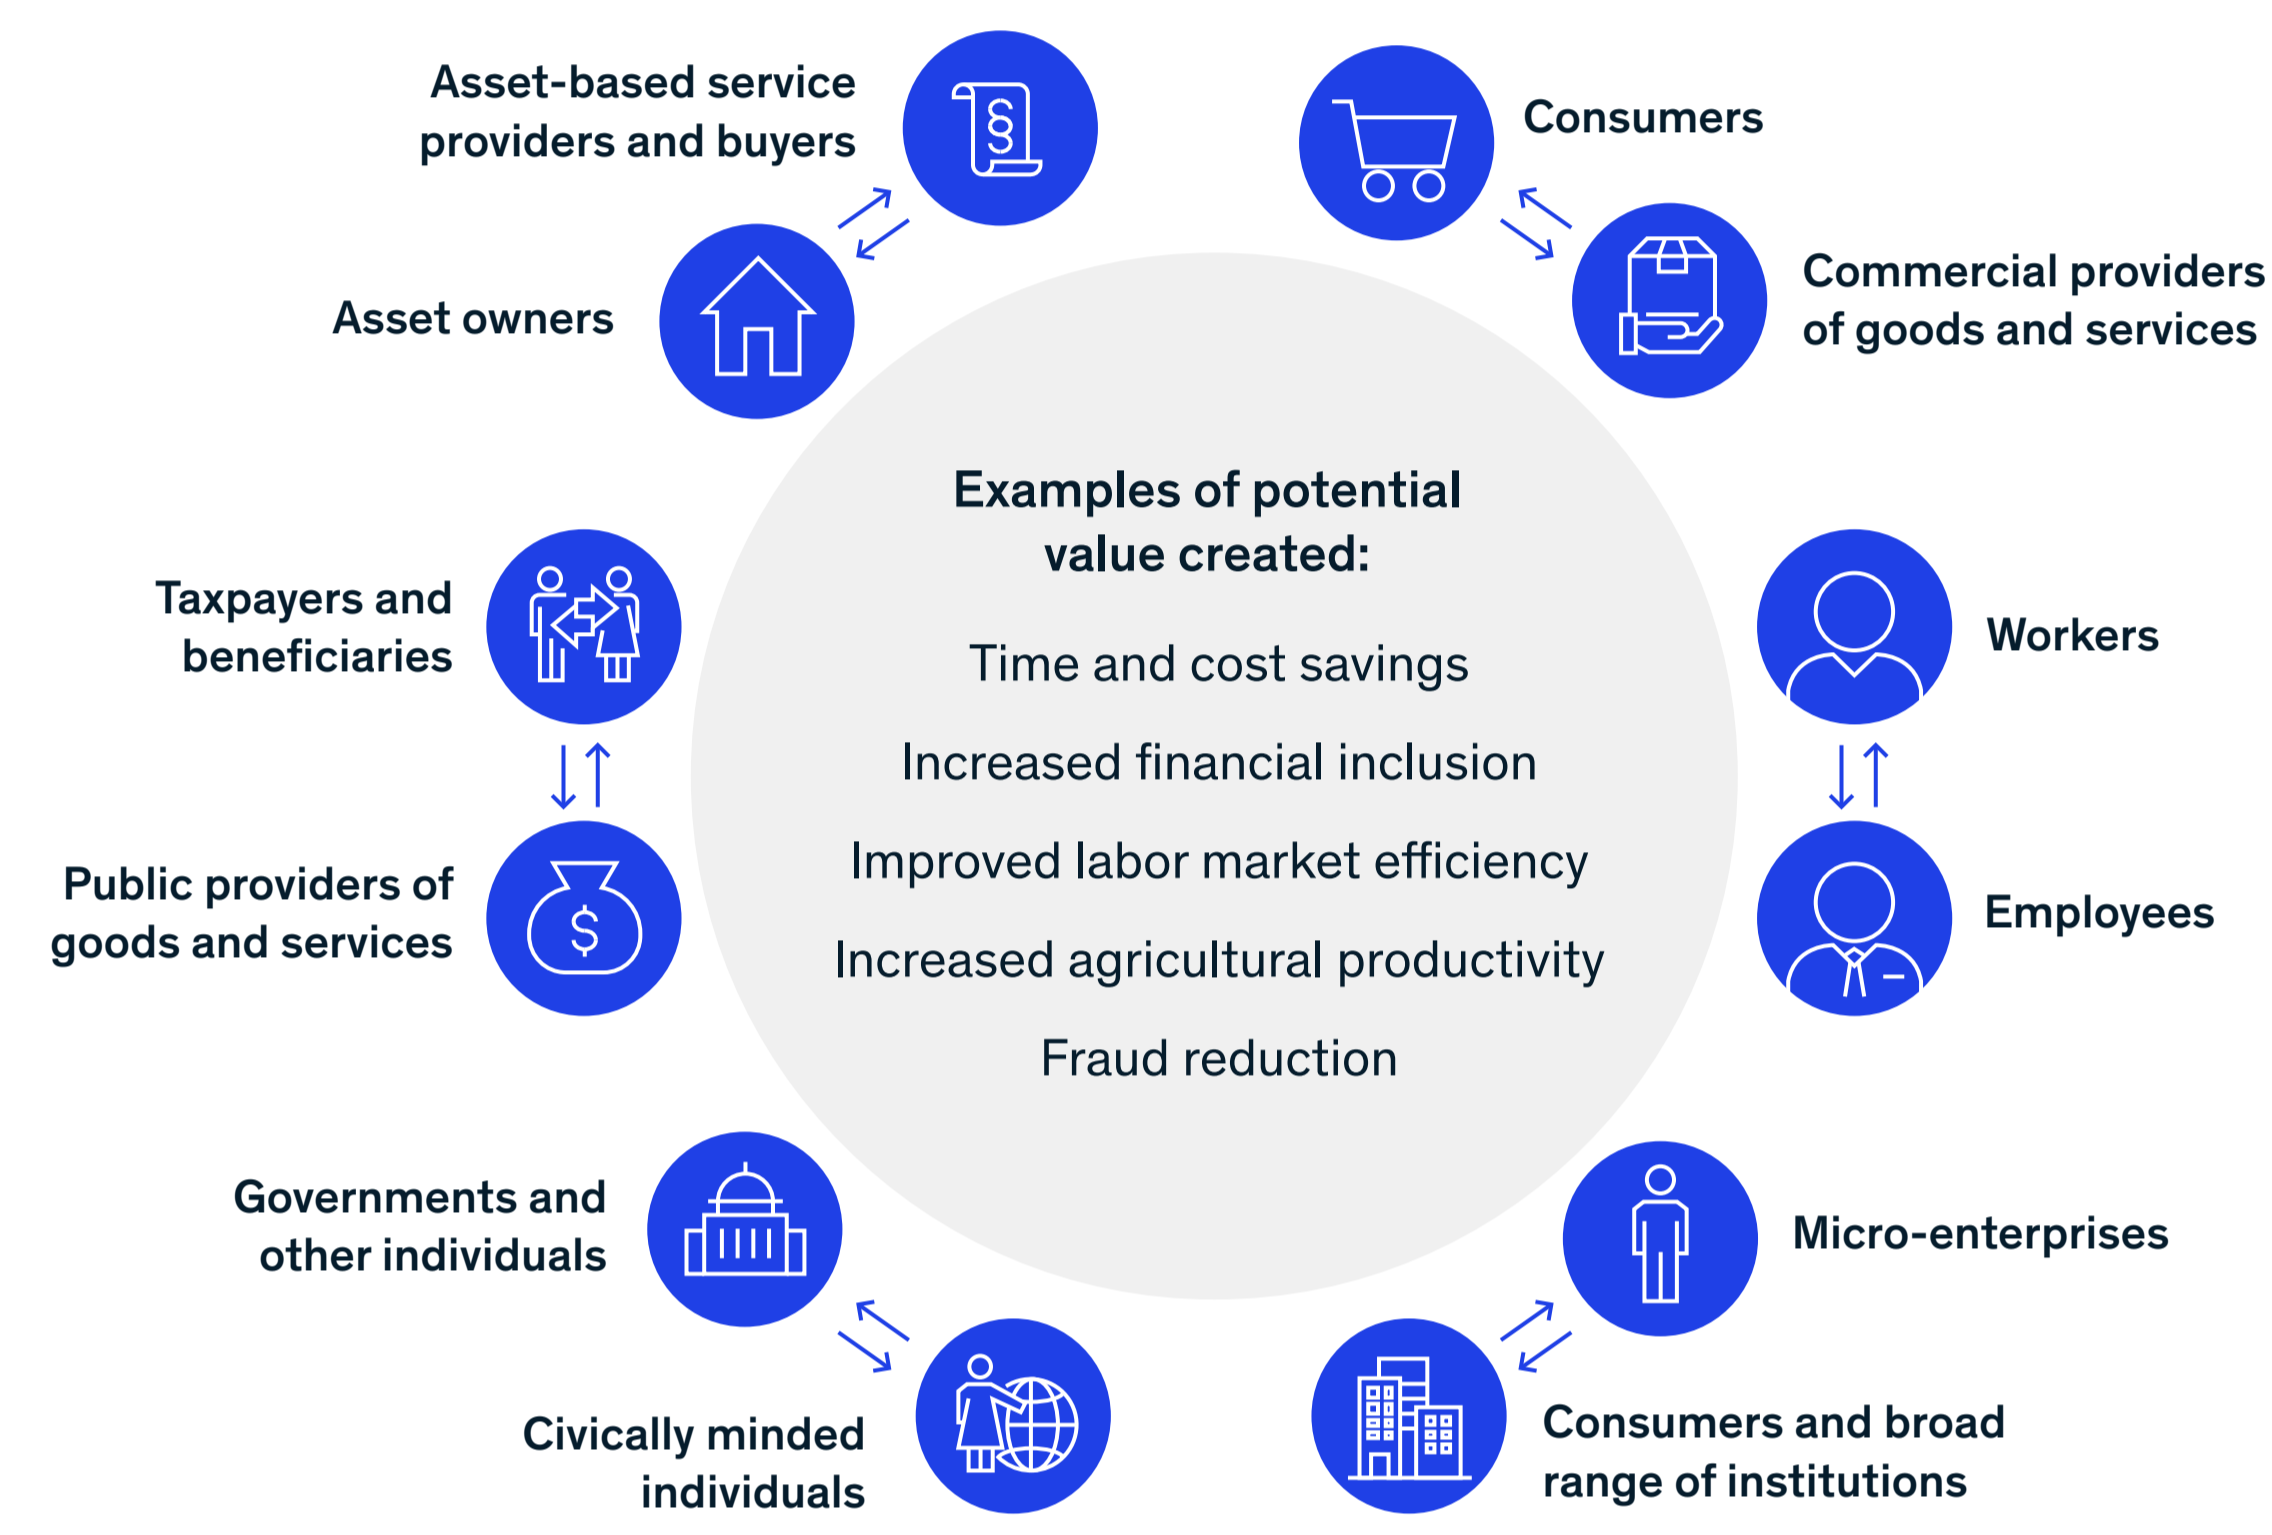 Asset-based service
providers and buyers
Consumers
Asset owners
Commercial providers
of goods and services
Examples of potential
value created:
Time and cost savings
Increased financial inclusion
Improved labor market efficiency
Increased agricultural productivity
Fraud reduction
Taxpayers and
beneficiaries
Workers
Public providers of
goods and services
$
Employees
Governments and
other individuals
Micro-enterprises
Civically minded
individuals
Consumers and broad
range of institutions